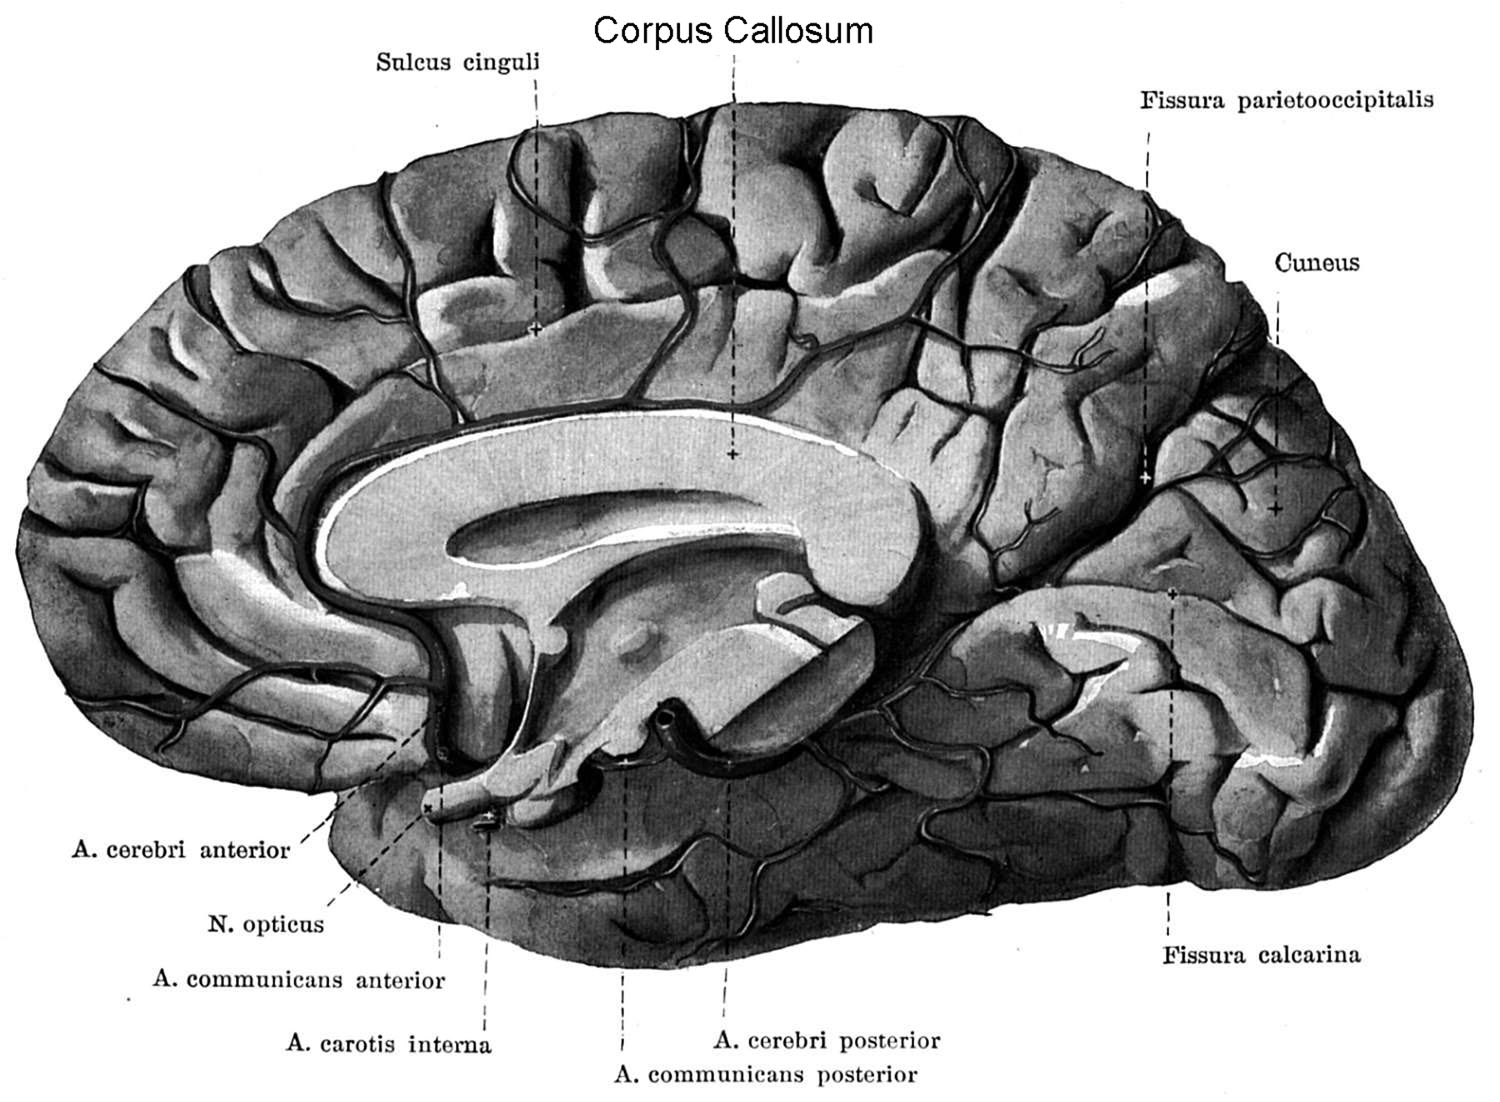 Corpus Callosum
Sulcus cinguli
Fissura parietooccipitalis
Cuneus
A. cerebri anterior
N. opticus
A. communicans anterior
Fissura calcarina
A. carotis interna
A. cerebri posterior
A. communicans posterior